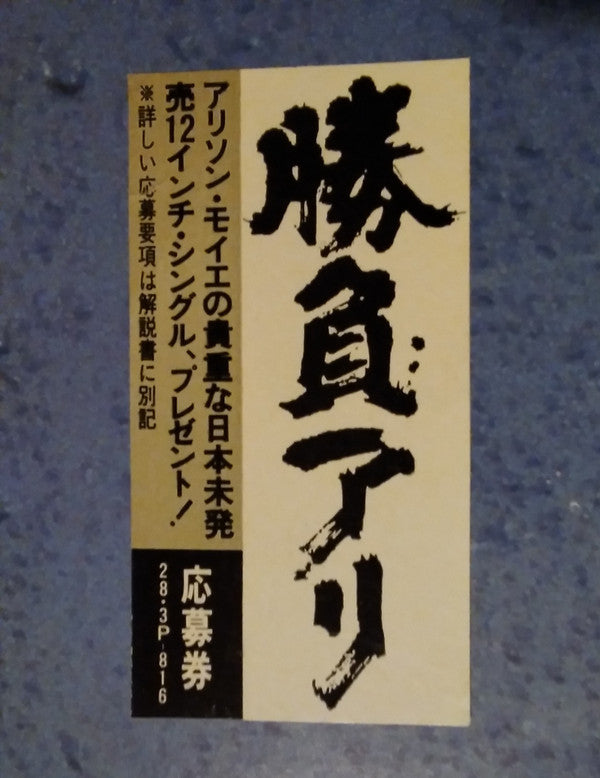 勝負アリ
アリソン・モイエの貴重な日本未発
売12インチ・シングル、プレゼント!
※詳しい応募要項は解説書に別記
応募券
28・3P-816